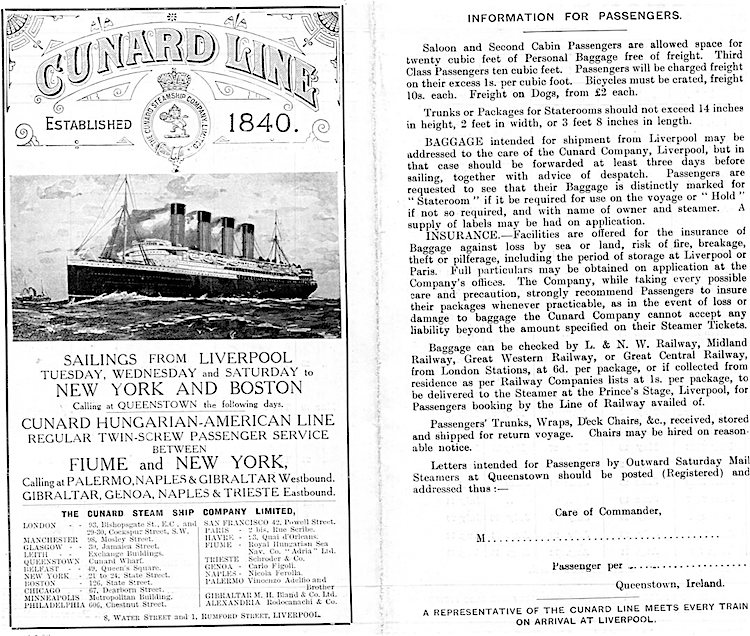 CUNARD LINE
THE CUNARD STEAMSHIP COMPANY LIMITED
ESTABLISHED 1840.
SAILINGS FROM LIVERPOOL
TUESDAY, WEDNESDAY AND SATURDAY TO
NEW YORK AND BOSTON
Calling at QUEENSTOWN the following days.
CUNARD HUNGARIAN-AMERICAN LINE
REGULAR TWIN-SCREW PASSENGER SERVICE
BETWEEN
FIUME and NEW YORK,
Calling at PALERMO, NAPLES & GIBRALTAR Westbound.
GIBRALTAR, GENOA, NAPLES & TRIESTE Eastbound.
THE CUNARD STEAM SHIP COMPANY LIMITED,
LONDON - - 93, Bishopsgate St., E.C., and
29-30, Cockspur Street, S.W.
MANCHESTER 98, Mosley Street.
GLASGOW - - 30, Jamaica Street.
LEITH - - Exchange Buildings.
QUEENSTOWN Cunard Wharf.
BELFAST - - 49, Queen's Square.
NEW YORK - 21 to 24, State Street.
BOSTON - 126, State Street.
CHICAGO - 67, Dearborn Street.
MINNEAPOLIS Metropolitan Building.
PHILADELPHIA 606, Chestnut Street.
SAN FRANCISCO 42, Powell Street.
PARIS - 2 bis, Rue Scribe.
HAVRE - 73, Quai d'Orleans.
FIUME - Royal Hungarian Sea
Nav. Co. "Adria" Ltd.
TRIESTE Schroder & Co.
GENOA - Carlo Figoli.
NAPLES - Nicola Ferolla.
PALERMO Vincenzo Adelfio and
Brother
GIBRALTAR M. H. Bland & Co. Ltd.
ALEXANDRIA Rodocanachi & Co.
8, WATER STREET and 1, RUMFORD STREET, LIVERPOOL.
INFORMATION FOR PASSENGERS.
Saloon and Second Cabin Passengers are allowed space for
twenty cubic feet of Personal Baggage free of freight. Third
Class Passengers ten cubic feet. Passengers will be charged freight
on their excess 1s. per cubic foot. Bicycles must be crated, freight
10s. each. Freight on Dogs, from £2 each.
Trunks or Packages for Staterooms should not exceed 14 inches
in height, 2 feet in width, or 3 feet 8 inches in length.
BAGGAGE intended for shipment from Liverpool may be
addressed to the care of the Cunard Company, Liverpool, but in
that case should be forwarded at least three days before
sailing, together with advice of despatch. Passengers are
requested to see that their Baggage is distinctly marked for
"Stateroom" if it be required for use on the voyage or "Hold"
if not so required, and with name of owner and steamer. A
supply of labels may be had on application.
INSURANCE.—Facilities are offered for the insurance of
Baggage against loss by sea or land, risk of fire, breakage,
theft or pilferage, including the period of storage at Liverpool or
Paris. Full particulars may be obtained on application at the
Company's offices. The Company, while taking every possible
care and precaution, strongly recommend Passengers to insure
their packages whenever practicable, as in the event of loss or
damage to baggage the Cunard Company cannot accept any
liability beyond the amount specified on their Steamer Tickets.
Baggage can be checked by L. & N. W. Railway, Midland
Railway, Great Western Railway, or Great Central Railway,
from London Stations, at 6d. per package, or if collected from
residence as per Railway Companies lists at 1s. per package, to
be delivered to the Steamer at the Prince's Stage, Liverpool, for
Passengers booking by the Line of Railway availed of.
Passengers' Trunks, Wraps, Deck Chairs, &c., received, stored
and shipped for return voyage. Chairs may be hired on reason-
able notice.
Letters intended for Passengers by Outward Saturday Mail
Steamers at Queenstown should be posted (Registered) and
addressed thus :—
Care of Commander,
M
Passenger per
Queenstown, Ireland.
A REPRESENTATIVE OF THE CUNARD LINE MEETS EVERY TRAIN
ON ARRIVAL AT LIVERPOOL.